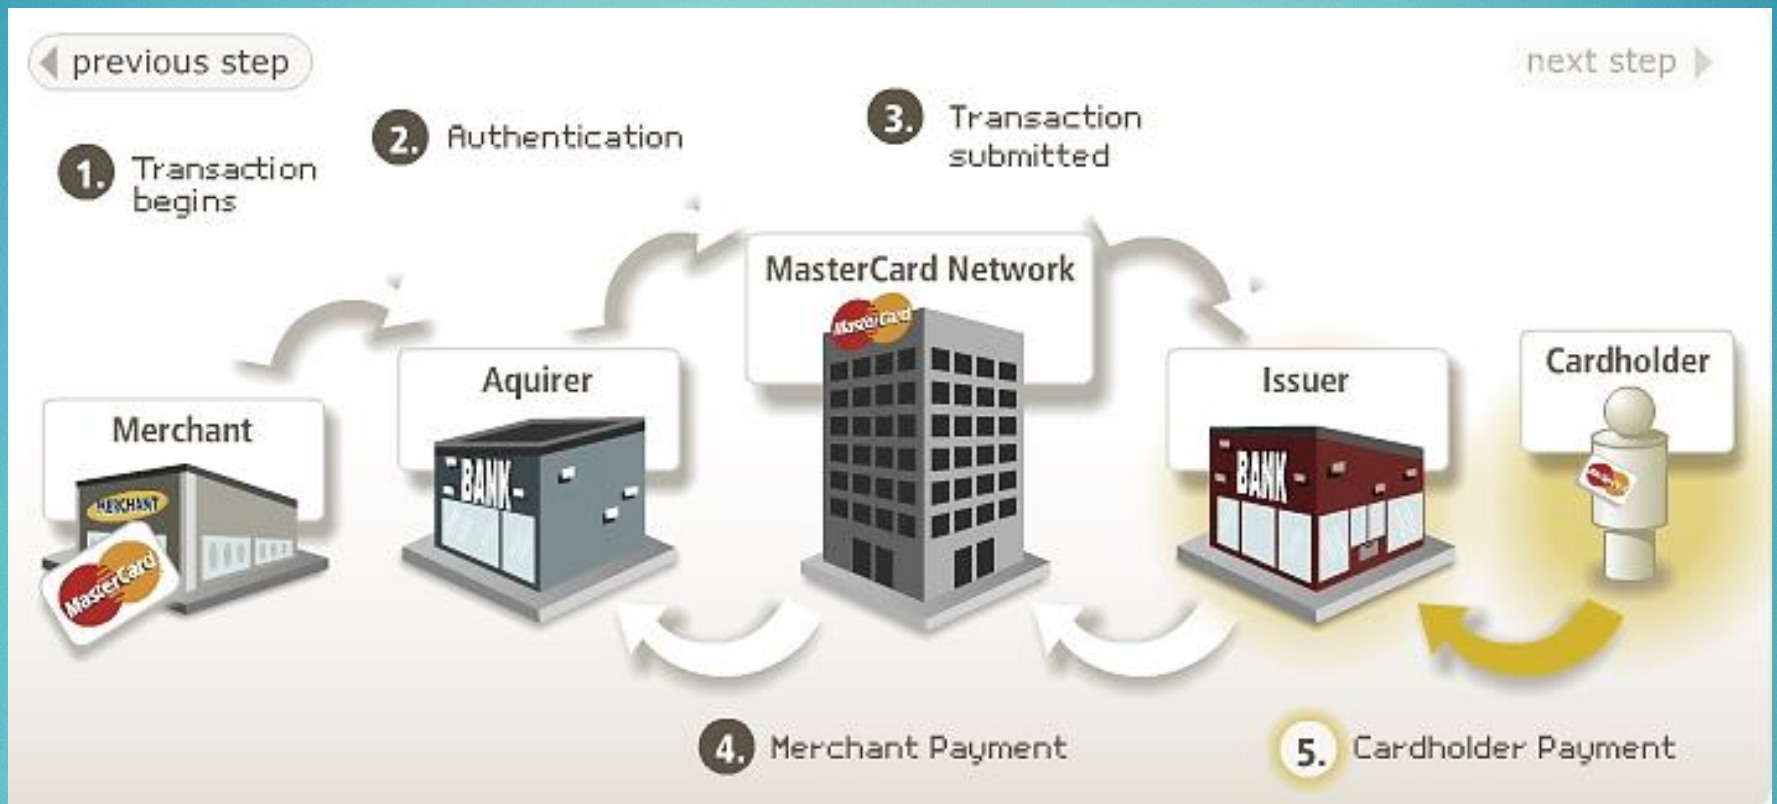 previous step
next step
1. Transaction
begins
2. Authentication
3. Transaction
submitted
MasterCard Network
MasterCard
Aquirer
BANK
Issuer
BANK
Cardholder
Merchant
MERCHANT
MasterCard
4. Merchant Payment
5. Cardholder Payment